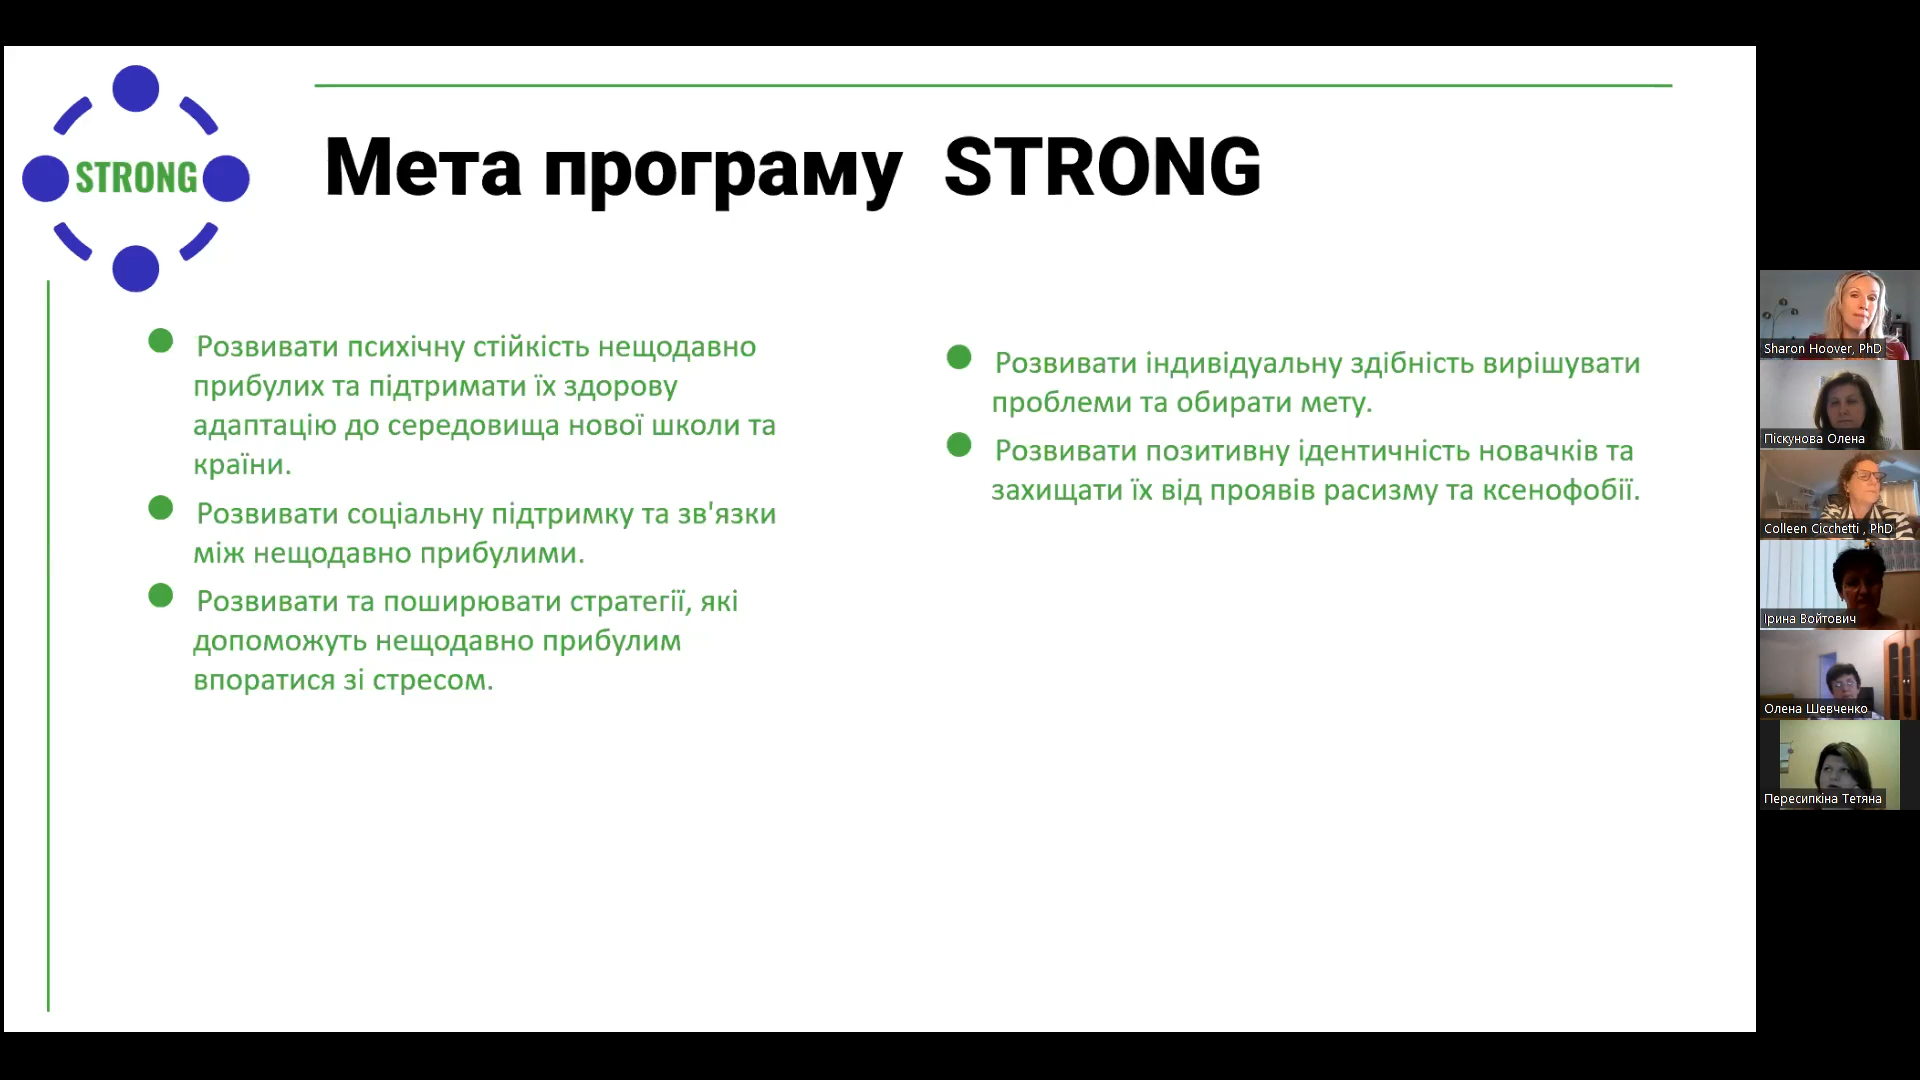 STRONG
Мета програму  STRONG
Розвивати психічну стійкість нещодавно
прибулих та підтримати їх здорову
адаптацію до середовища нової школи та
країни.
Розвивати соціальну підтримку та зв'язки
між нещодавно прибулими.
Розвивати та поширювати стратегії, які
допоможуть нещодавно прибулим
впоратися зі стресом.
Розвивати індивідуальну здібність вирішувати
проблеми та обирати мету.
Розвивати позитивну ідентичність новачків та
захищати їх від проявів расизму та ксенофобії.
Sharon Hoover, PhD
Піскунова Олена
Colleen Cicchetti , PhD
Ірина Войтович
Олена Шевченко
Пересипкіна Тетяна